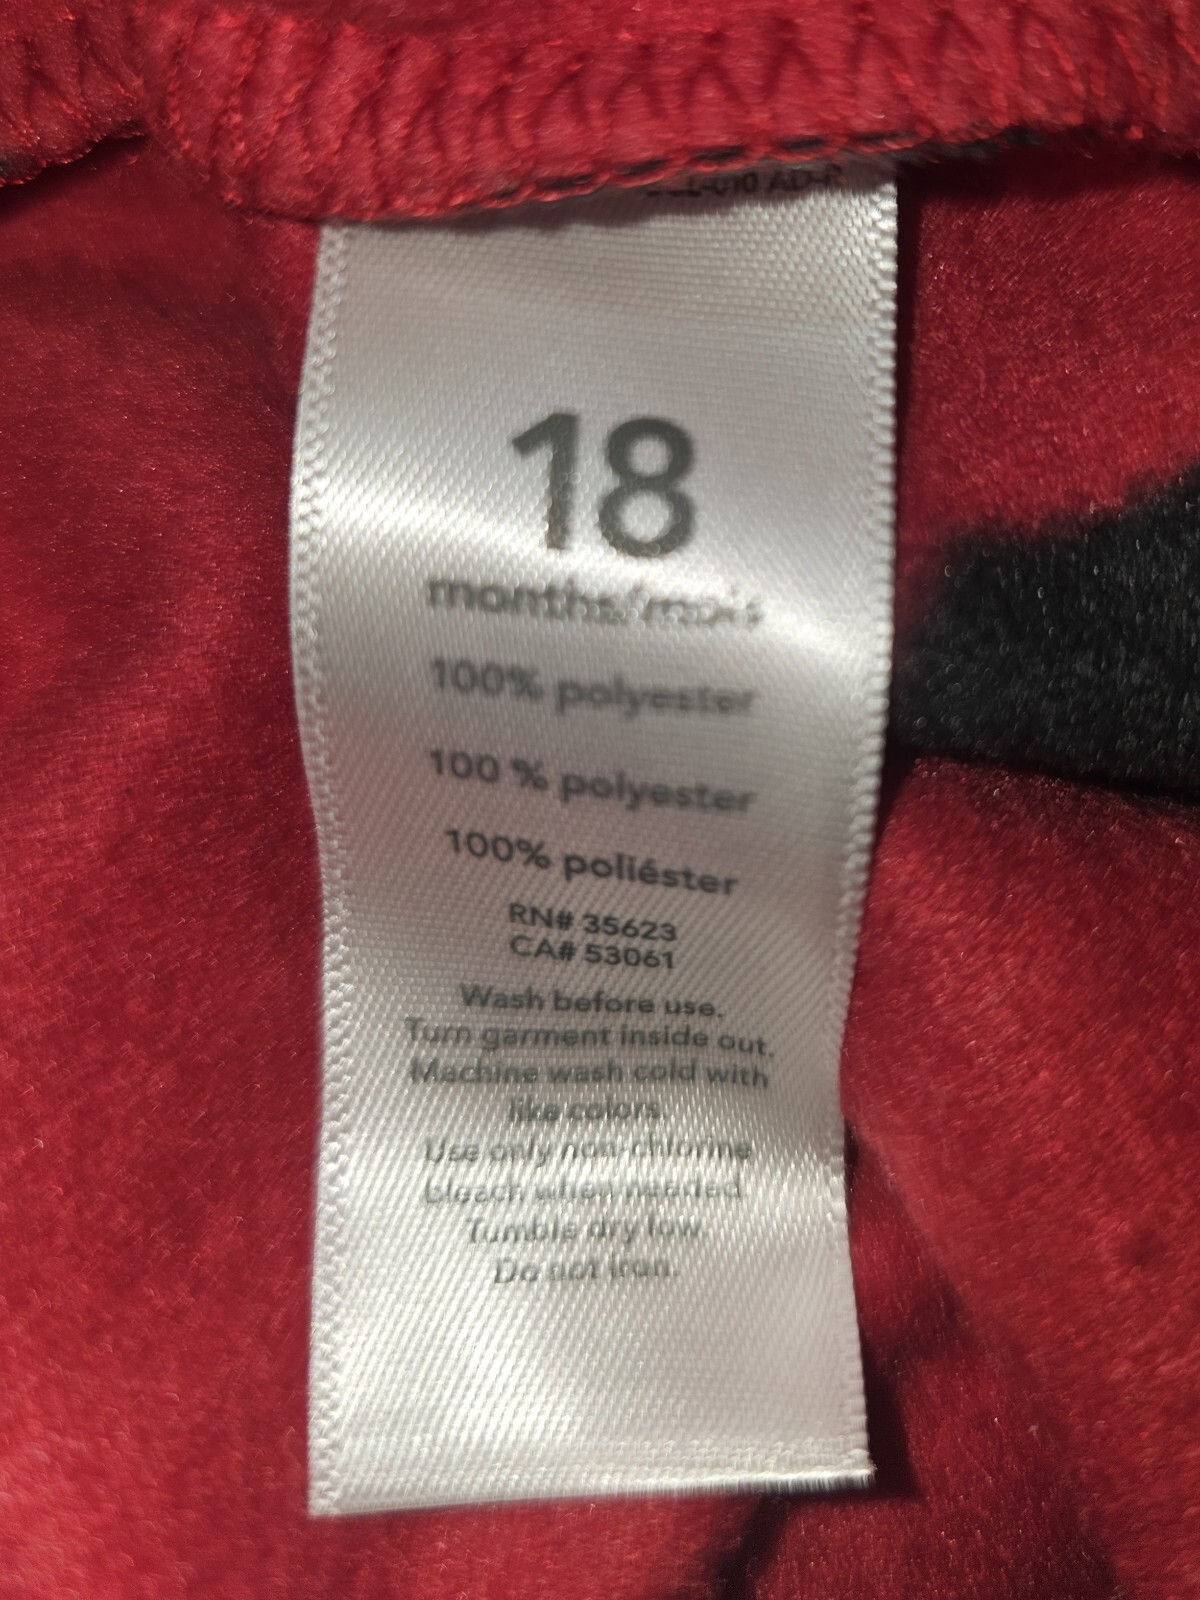 18
months/mois
100% polyester
100 % polyester
100% poliéster
RN# 35623
CA# 53061
Wash before use.
Turn garment inside out.
Machine wash cold with
like colors.
Use only non-chlorine
bleach when needed.
Tumble dry low.
Do not iron.